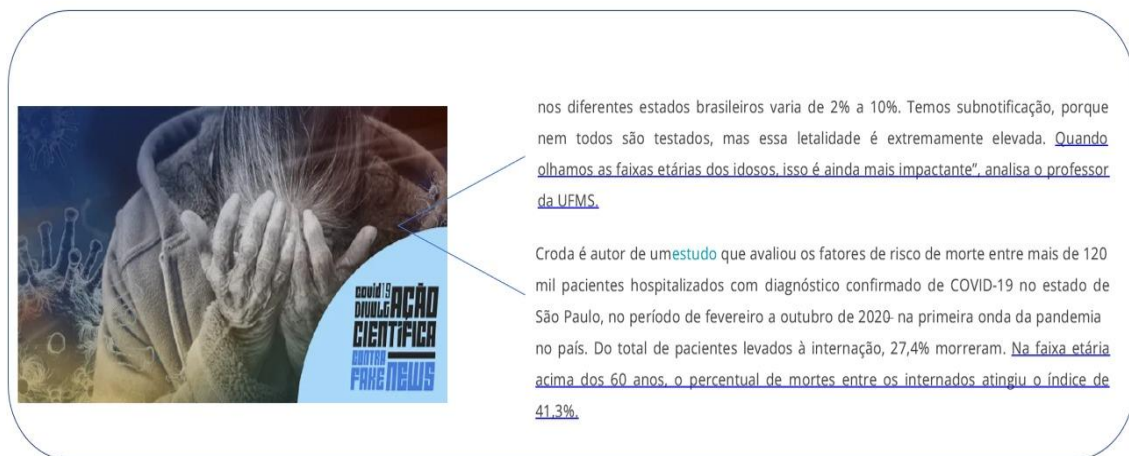 covid19
DIVULGAÇÃO
CIENTÍFICA
CONTRA
FAKE NEWS
nos diferentes estados brasileiros varia de 2% a 10%. Temos subnotificação, porque
nem todos são testados, mas essa letalidade é extremamente elevada. Quando
olhamos as faixas etárias dos idosos, isso é ainda mais impactante”, analisa o professor
da UFMS.
Croda é autor de umestudo que avaliou os fatores de risco de morte entre mais de 120
mil pacientes hospitalizados com diagnóstico confirmado de COVID-19 no estado de
São Paulo, no período de fevereiro a outubro de 2020- na primeira onda da pandemia
no país. Do total de pacientes levados à internação, 27,4% morreram. Na faixa etária
acima dos 60 anos, o percentual de mortes entre os internados atingiu o índice de
41,3%.